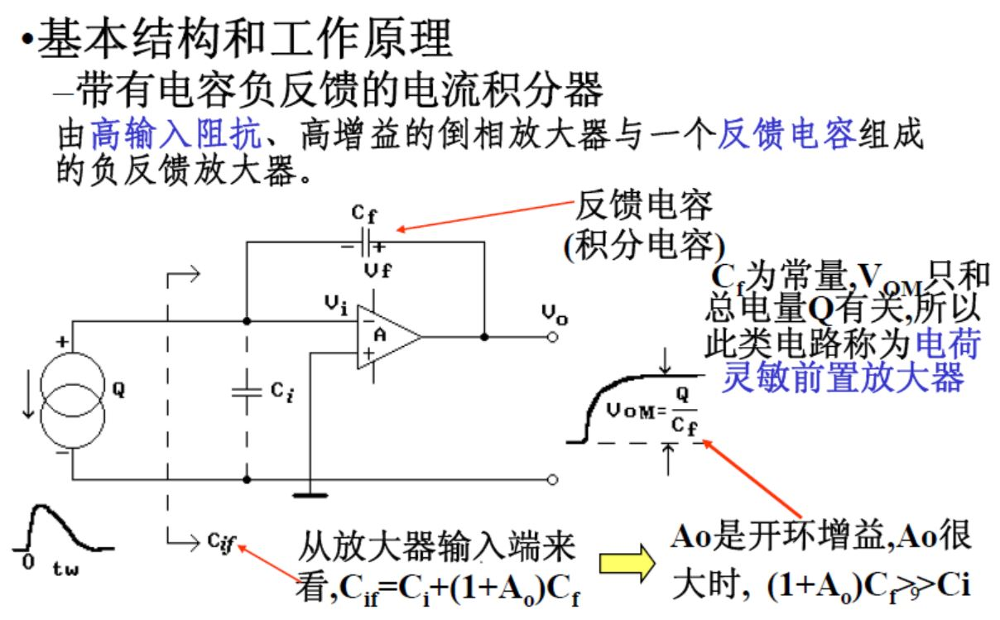 •基本结构和工作原理
–带有电容负反馈的电流积分器
由高输入阻抗、高增益的倒相放大器与一个反馈电容组成
的负反馈放大器。
反馈电容
(积分电容)
Cf
− +
Vf
Cf为常量,VOM只和
总电量Q有关,所以
此类电路称为电荷
灵敏前置放大器
Vi
− A
+
Vo
+
Q
−
Ci
VoM=Q/Cf
0 tw
Cif
从放大器输入端来
看,Cif=Ci+(1+Ao)Cf
Ao是开环增益,Ao很
大时, (1+Ao)Cf>>Ci
9